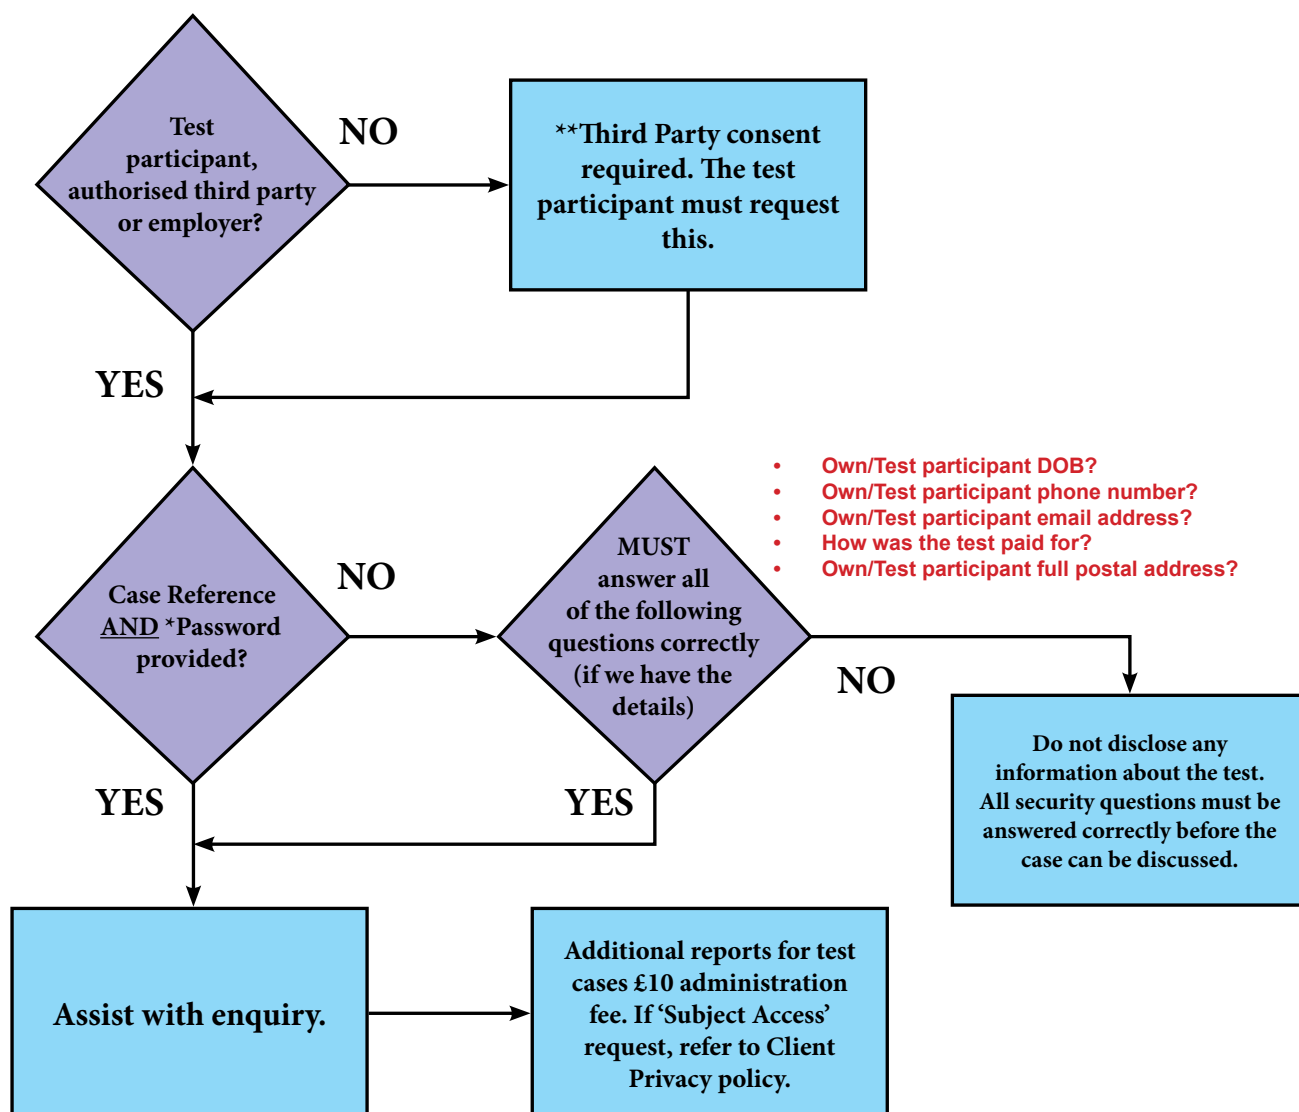 Test
participant,
authorised third party
or employer?
NO
**Third Party consent
required. The test
participant must request
this.
YES
• Own/Test participant DOB?
• Own/Test participant phone number?
• Own/Test participant email address?
• How was the test paid for?
• Own/Test participant full postal address?
Case Reference
AND *Password
provided?
NO
MUST
answer all
of the following
questions correctly
(if we have the
details)
NO
Do not disclose any
information about the test.
All security questions must be
answered correctly before the
case can be discussed.
YES
YES
Assist with enquiry.
Additional reports for test
cases £10 administration
fee. If ‘Subject Access’
request, refer to Client
Privacy policy.